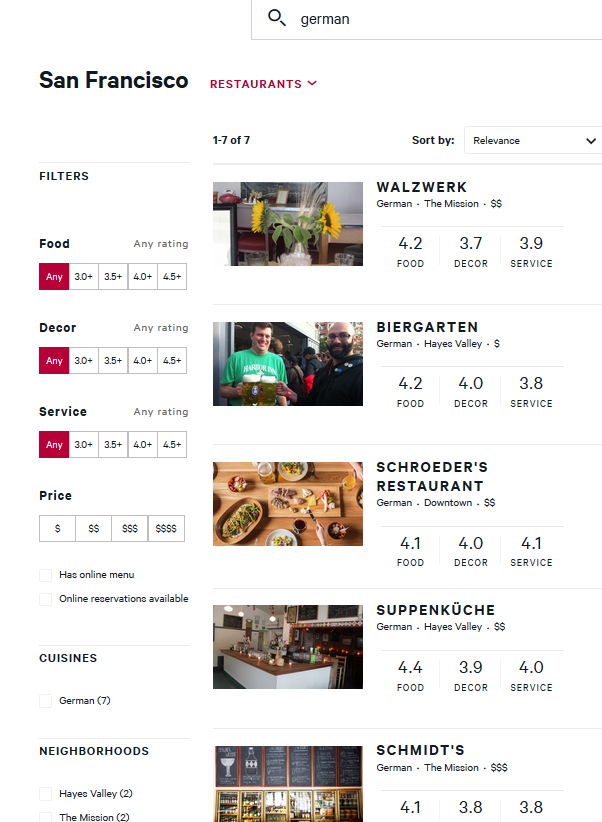 german
San Francisco RESTAURANTS
1-7 of 7 Sort by: Relevance
FILTERS
Food Any rating
Any 3.0+ 3.5+ 4.0+ 4.5+
Decor Any rating
Any 3.0+ 3.5+ 4.0+ 4.5+
Service Any rating
Any 3.0+ 3.5+ 4.0+ 4.5+
Price
$ $$ $$$ $$$$
Has online menu
Online reservations available
CUISINES
German (7)
NEIGHBORHOODS
Hayes Valley (2)
The Mission (2)
WALZWERK
German · The Mission · $$
4.2 3.7 3.9
FOOD DECOR SERVICE
BIERGARTEN
German · Hayes Valley · $
4.2 4.0 3.8
FOOD DECOR SERVICE
HARBOR INN
SCHROEDER'S
RESTAURANT
German · Downtown · $$
4.1 4.0 4.1
FOOD DECOR SERVICE
SUPPENKÜCHE
German · Hayes Valley · $$
4.4 3.9 4.0
FOOD DECOR SERVICE
SCHMIDT'S
German · The Mission · $$$
4.1 3.8 3.8